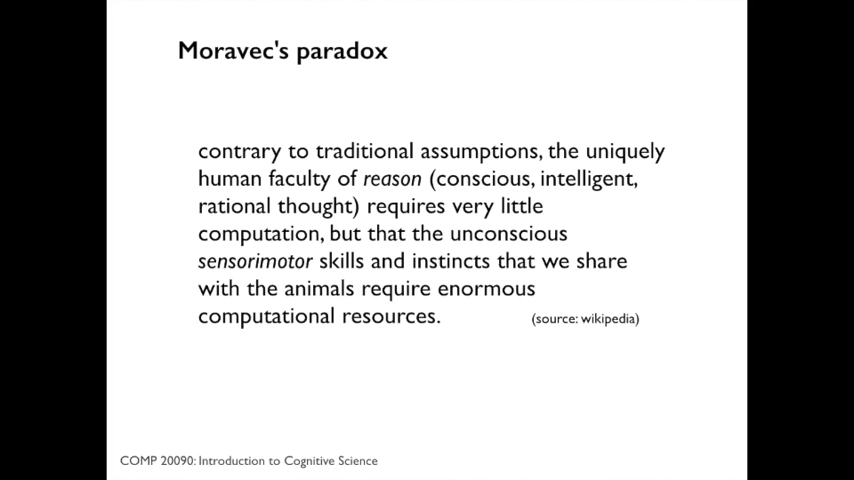 Moravec's paradox
contrary to traditional assumptions, the uniquely
human faculty of reason (conscious, intelligent,
rational thought) requires very little
computation, but that the unconscious
sensorimotor skills and instincts that we share
with the animals require enormous
computational resources. (source: wikipedia)
COMP 20090: Introduction to Cognitive Science